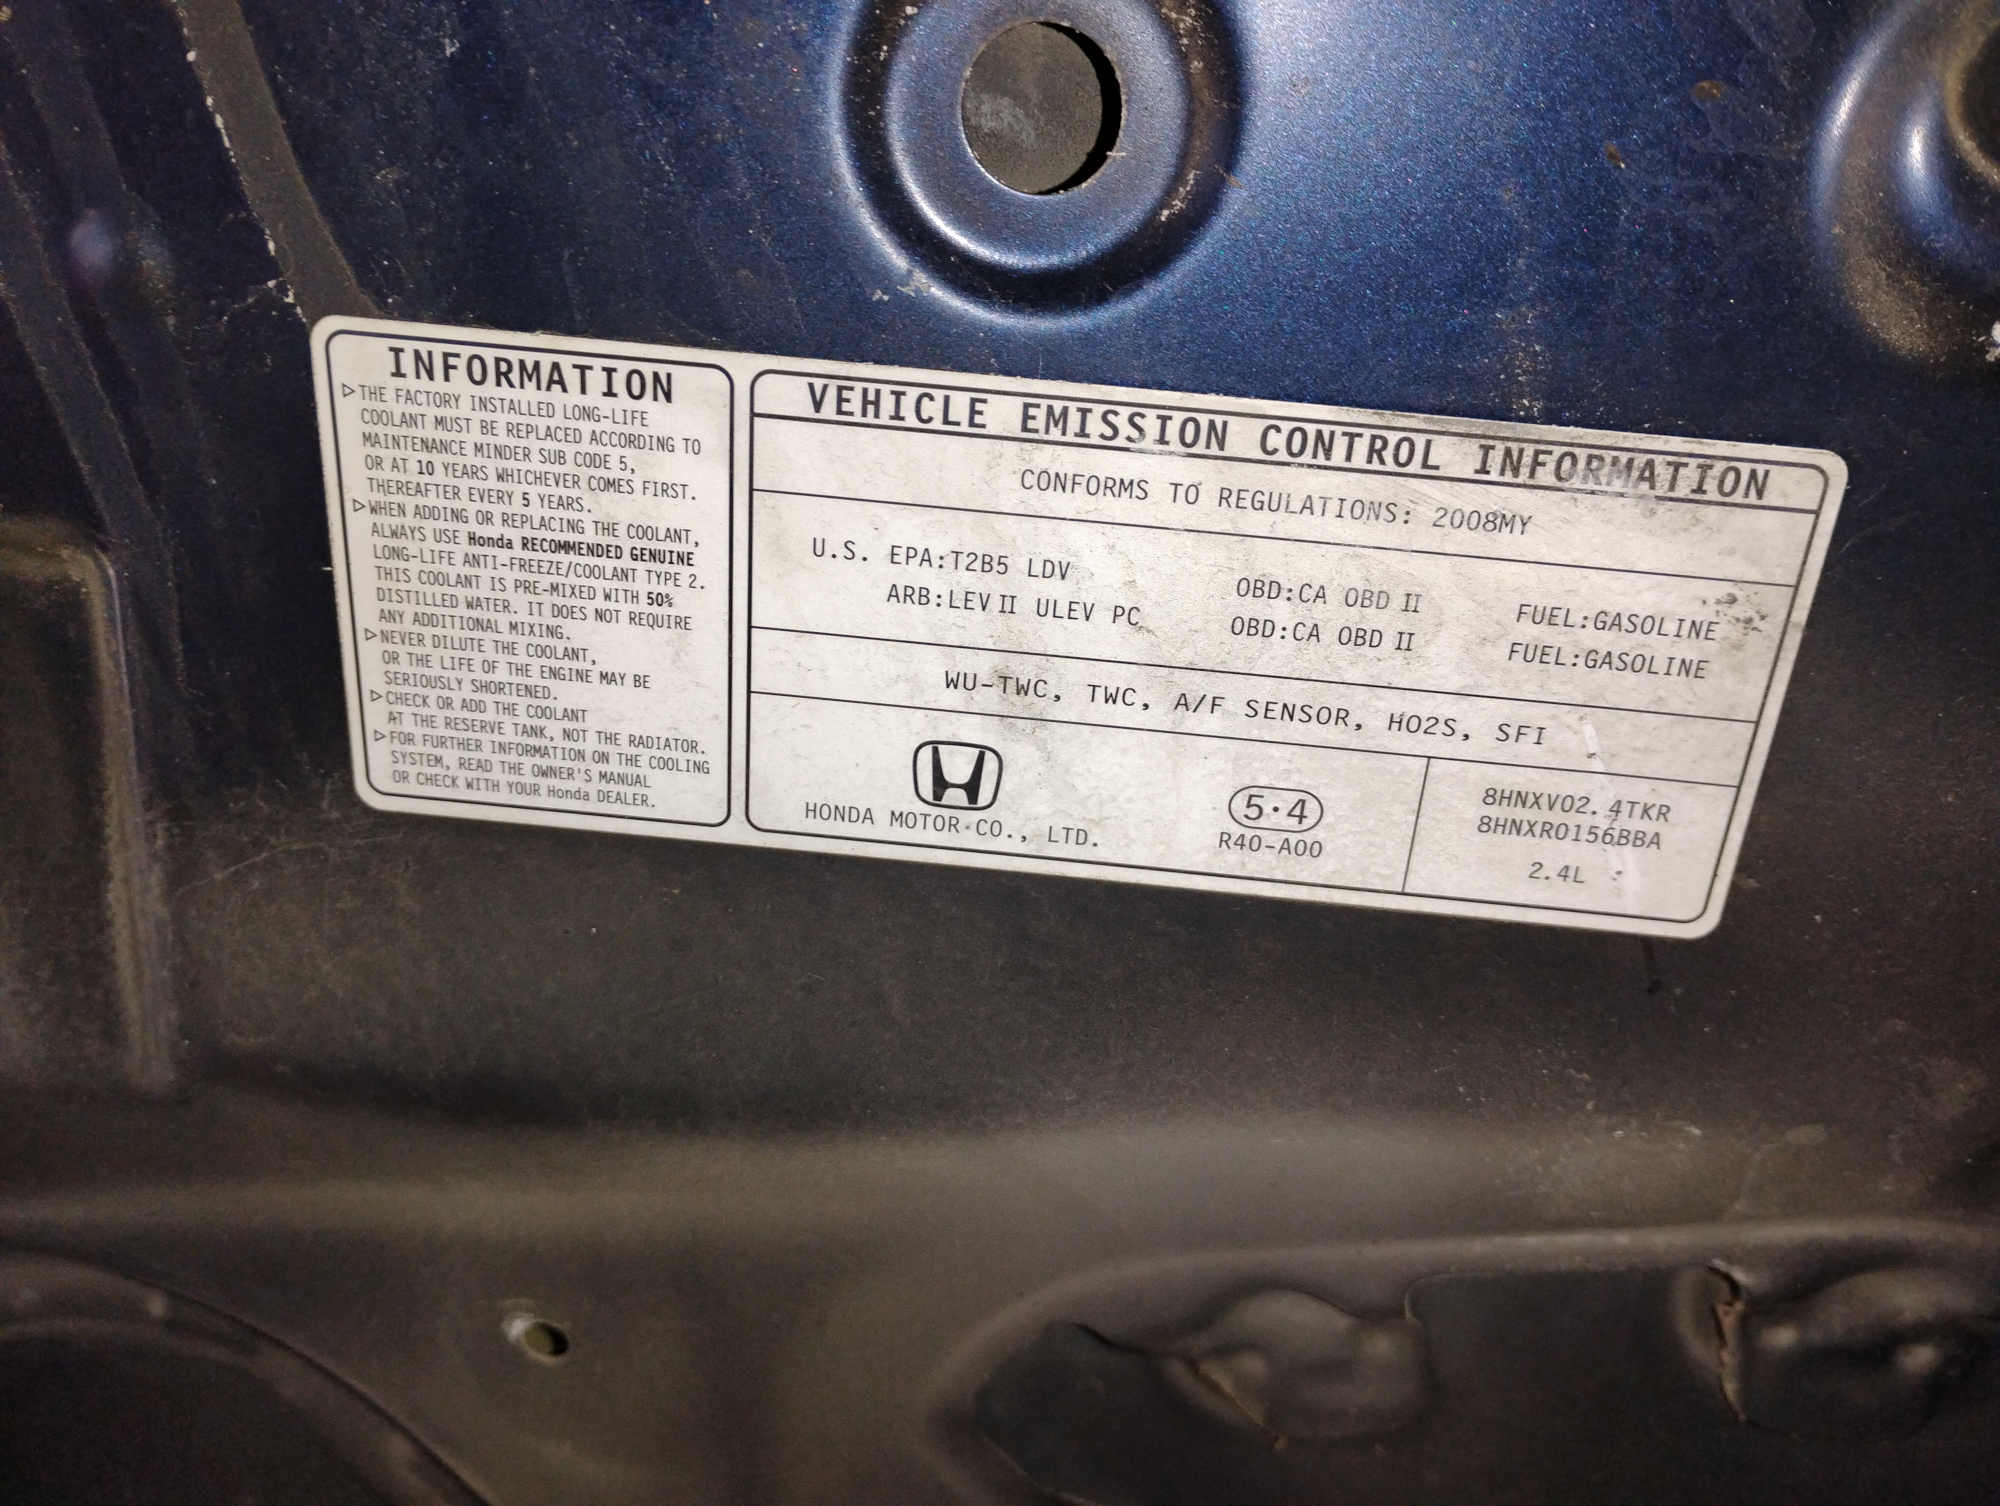 INFORMATION
▷THE FACTORY INSTALLED LONG-LIFE
COOLANT MUST BE REPLACED ACCORDING TO
MAINTENANCE MINDER SUB CODE 5,
OR AT 10 YEARS WHICHEVER COMES FIRST.
THEREAFTER EVERY 5 YEARS.
▷WHEN ADDING OR REPLACING THE COOLANT,
ALWAYS USE Honda RECOMMENDED GENUINE
LONG-LIFE ANTI-FREEZE/COOLANT TYPE 2.
THIS COOLANT IS PRE-MIXED WITH 50%
DISTILLED WATER. IT DOES NOT REQUIRE
ANY ADDITIONAL MIXING.
▷NEVER DILUTE THE COOLANT,
OR THE LIFE OF THE ENGINE MAY BE
SERIOUSLY SHORTENED.
▷CHECK OR ADD THE COOLANT
AT THE RESERVE TANK, NOT THE RADIATOR.
▷FOR FURTHER INFORMATION ON THE COOLING
SYSTEM, READ THE OWNER'S MANUAL
OR CHECK WITH YOUR Honda DEALER.
VEHICLE EMISSION CONTROL INFORMATION
CONFORMS TO REGULATIONS: 2008MY
U.S. EPA:T2B5 LDV OBD:CA OBD II FUEL:GASOLINE
ARB:LEV II ULEV PC OBD:CA OBD II FUEL:GASOLINE
WU-TWC, TWC, A/F SENSOR, HO2S, SFI
HONDA MOTOR CO., LTD.
5·4
R40-A00
8HNXV02.4TKR
8HNXR0156BBA
2.4L